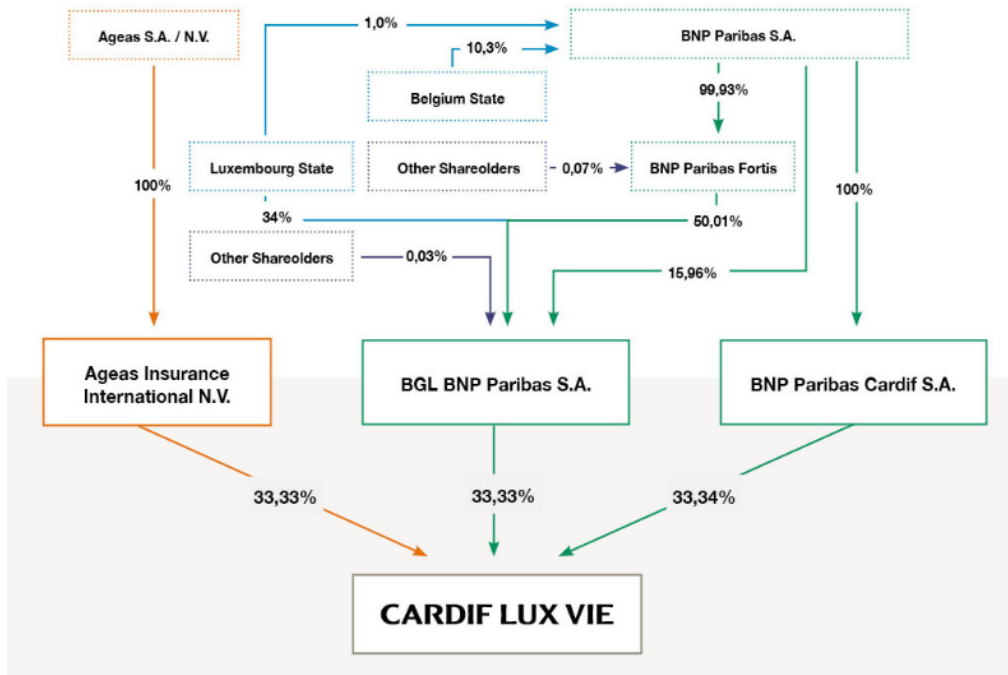 Ageas S.A. / N.V.
1,0%
BNP Paribas S.A.
10,3%
Belgium State
99,93%
Luxembourg State
Other Shareolders
0,07%
BNP Paribas Fortis
100%
100%
34%
50,01%
Other Shareolders
0,03%
15,96%
Ageas Insurance
International N.V.
BGL BNP Paribas S.A.
BNP Paribas Cardif S.A.
33,33%
33,33%
33,34%
CARDIF LUX VIE